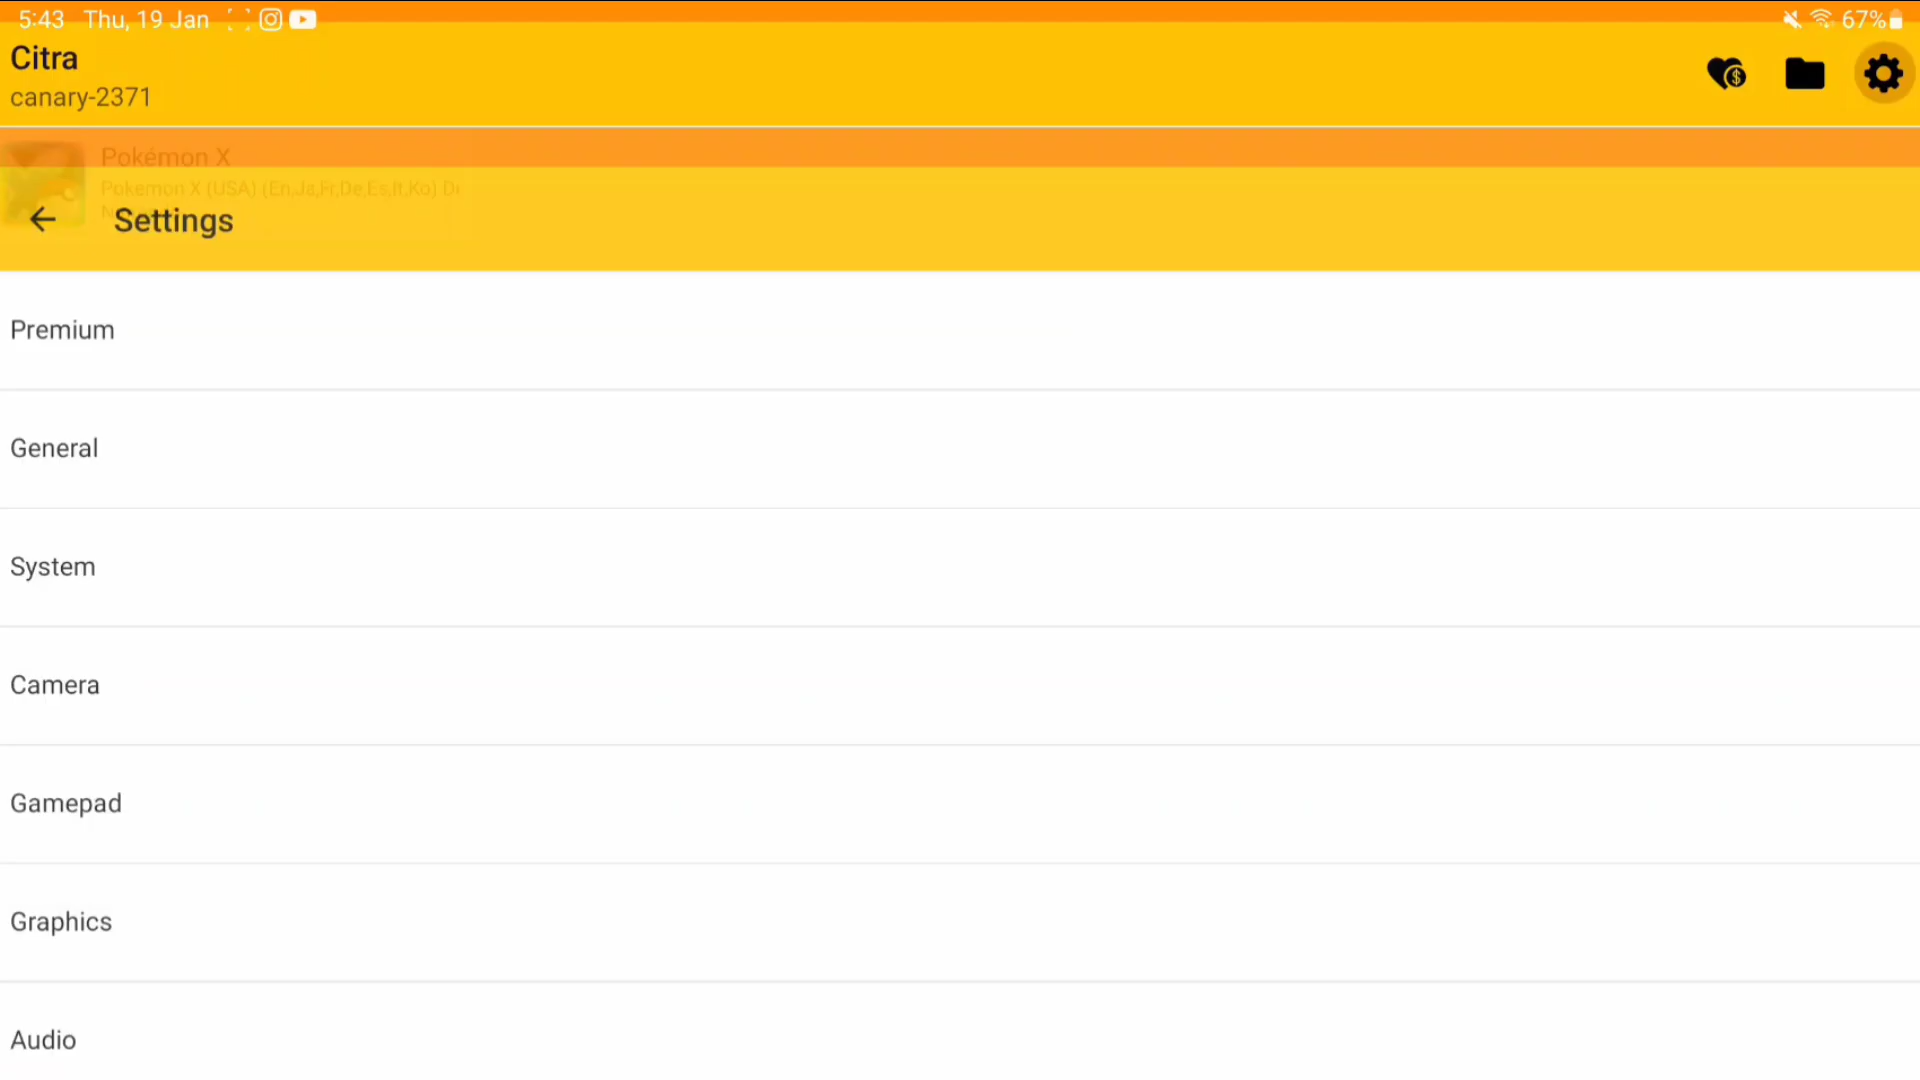 5:43 Thu, 19 Jan 67%
Citra
canary-2371
Pokémon X
Pokemon X (USA) (En,Ja,Fr,De,Es,It,Ko) De
Settings
Premium
General
System
Camera
Gamepad
Graphics
Audio